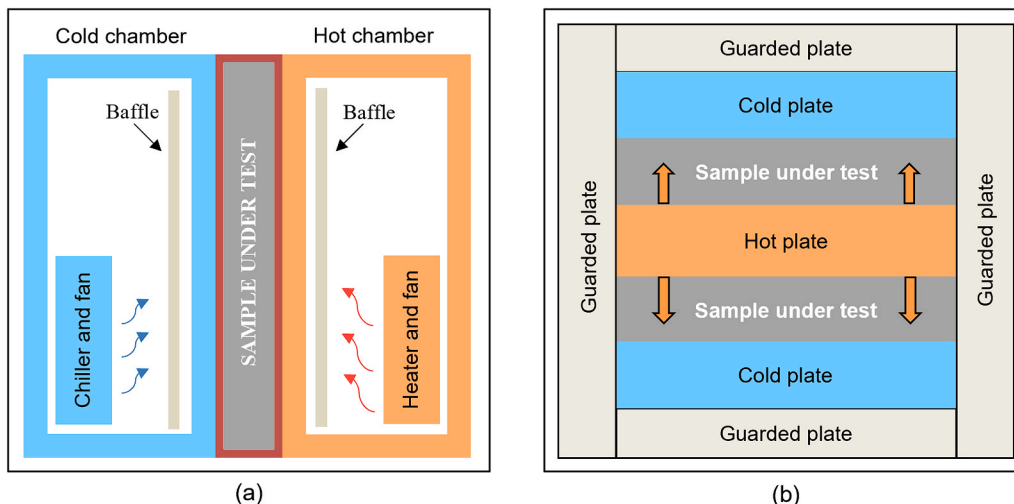 Cold chamber
Hot chamber
Baffle
Baffle
SAMPLE UNDER TEST
Chiller and fan
Heater and fan
(a)
Guarded plate
Cold plate
Sample under test
Guarded plate
Hot plate
Guarded plate
Sample under test
Cold plate
Guarded plate
(b)